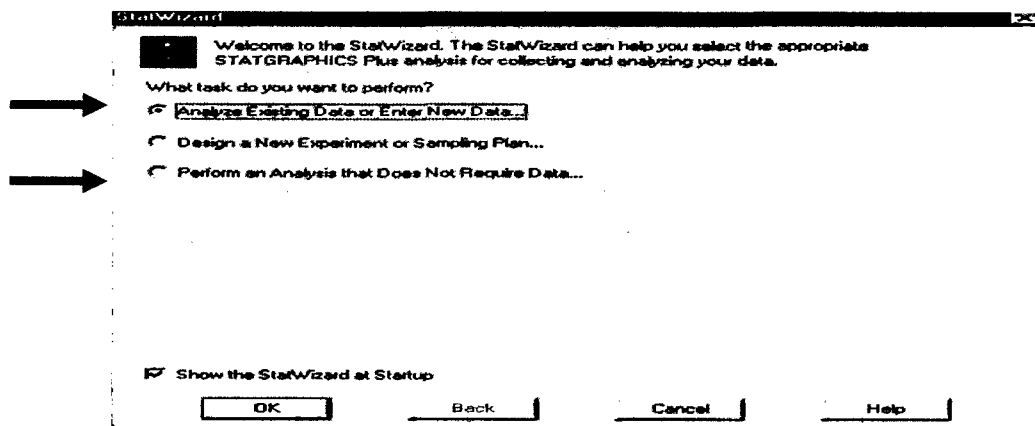 StatWizard
Welcome to the StatWizard. The StatWizard can help you select the appropriate
STATGRAPHICS Plus analysis for collecting and analyzing your data.
What task do you want to perform?
Analyze Existing Data or Enter New Data...
Design a New Experiment or Sampling Plan...
Perform an Analysis that Does Not Require Data...
Show the StatWizard at Startup
OK Back Cancel Help